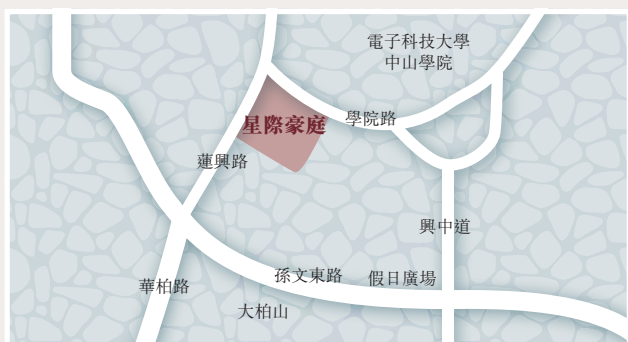 電子科技大學
中山學院
星際豪庭
學院路
蓮興路
興中道
孫文東路
假日廣場
華柏路
大柏山